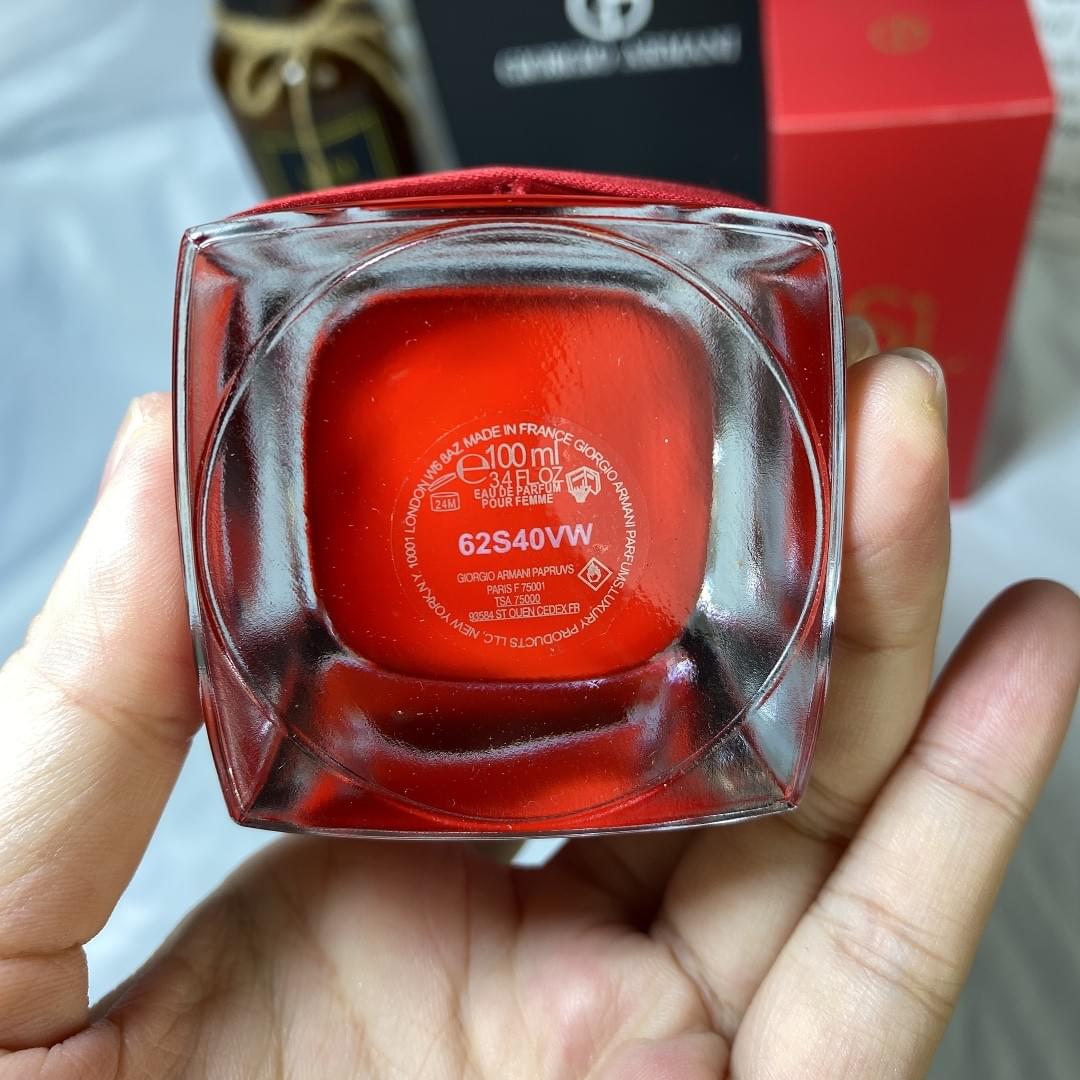 GIORGIO ARMANI
Sì
LONDON W6 8AZ MADE IN FRANCE GIORGIO ARMANI PARFUMS LUXURY PRODUCTS LLC, NEW YORK, N.Y. 10001
e100 ml
3.4 FL.OZ
EAU DE PARFUM
POUR FEMME
24M
62S40VW
GIORGIO ARMANI PAPRUVS
PARIS F 75001
TSA 75000
93584 ST OUEN CEDEX.FR